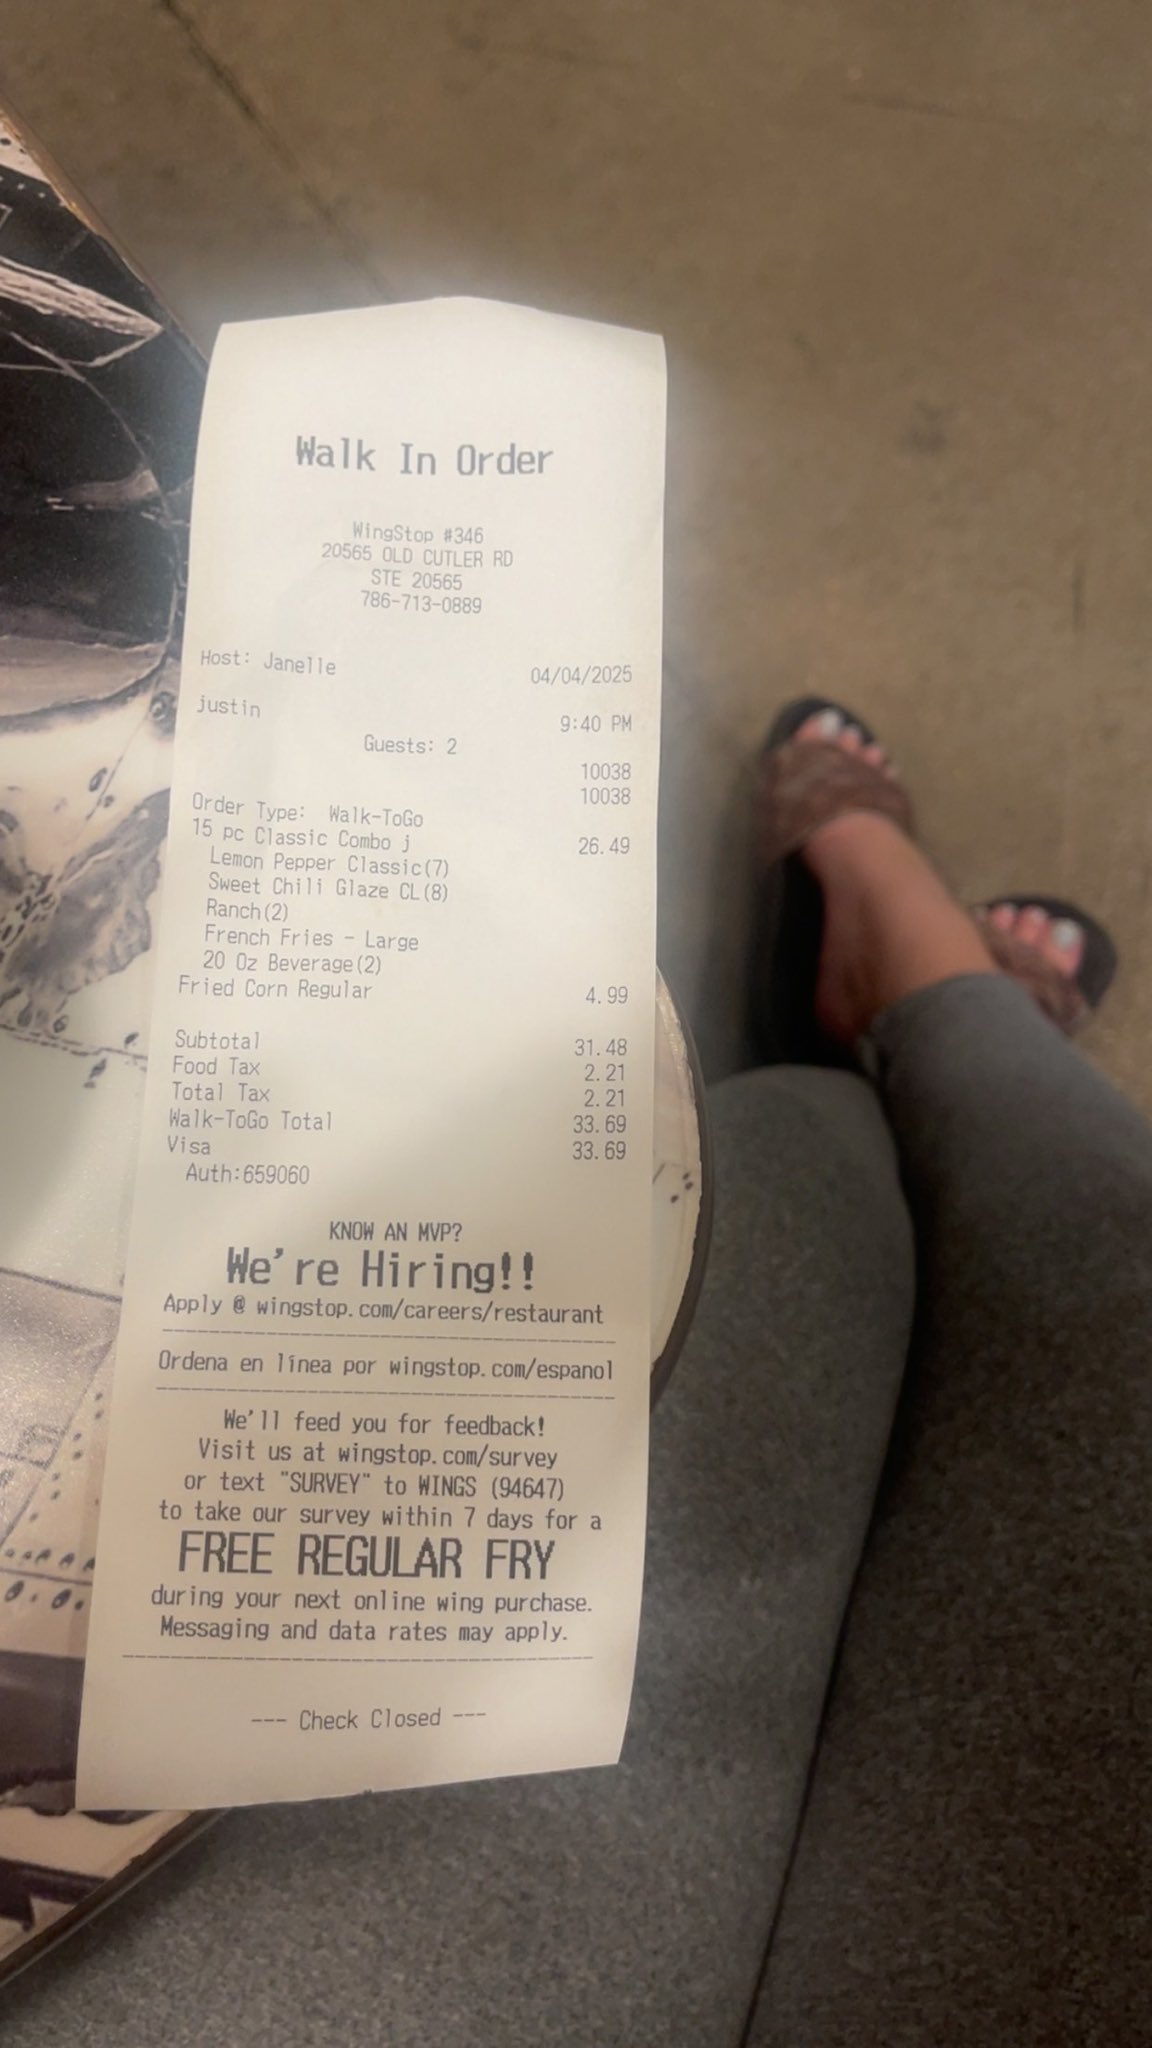 Walk In Order
WingStop #346
20565 OLD CUTLER RD
STE 20565
786-713-0889
Host: Janelle 04/04/2025
justin 9:40 PM
Guests: 2
10038
Order Type: Walk-ToGo 10038
15 pc Classic Combo j 26.49
Lemon Pepper Classic(7)
Sweet Chili Glaze CL(8)
Ranch(2)
French Fries - Large
20 Oz Beverage(2)
Fried Corn Regular 4.99
Subtotal 31.48
Food Tax 2.21
Total Tax 2.21
Walk-ToGo Total 33.69
Visa 33.69
Auth:659060
KNOW AN MVP?
We're Hiring!!
Apply @ wingstop.com/careers/restaurant
Ordena en línea por wingstop.com/espanol
We'll feed you for feedback!
Visit us at wingstop.com/survey
or text "SURVEY" to WINGS (94647)
to take our survey within 7 days for a
FREE REGULAR FRY
during your next online wing purchase.
Messaging and data rates may apply.
--- Check Closed ---